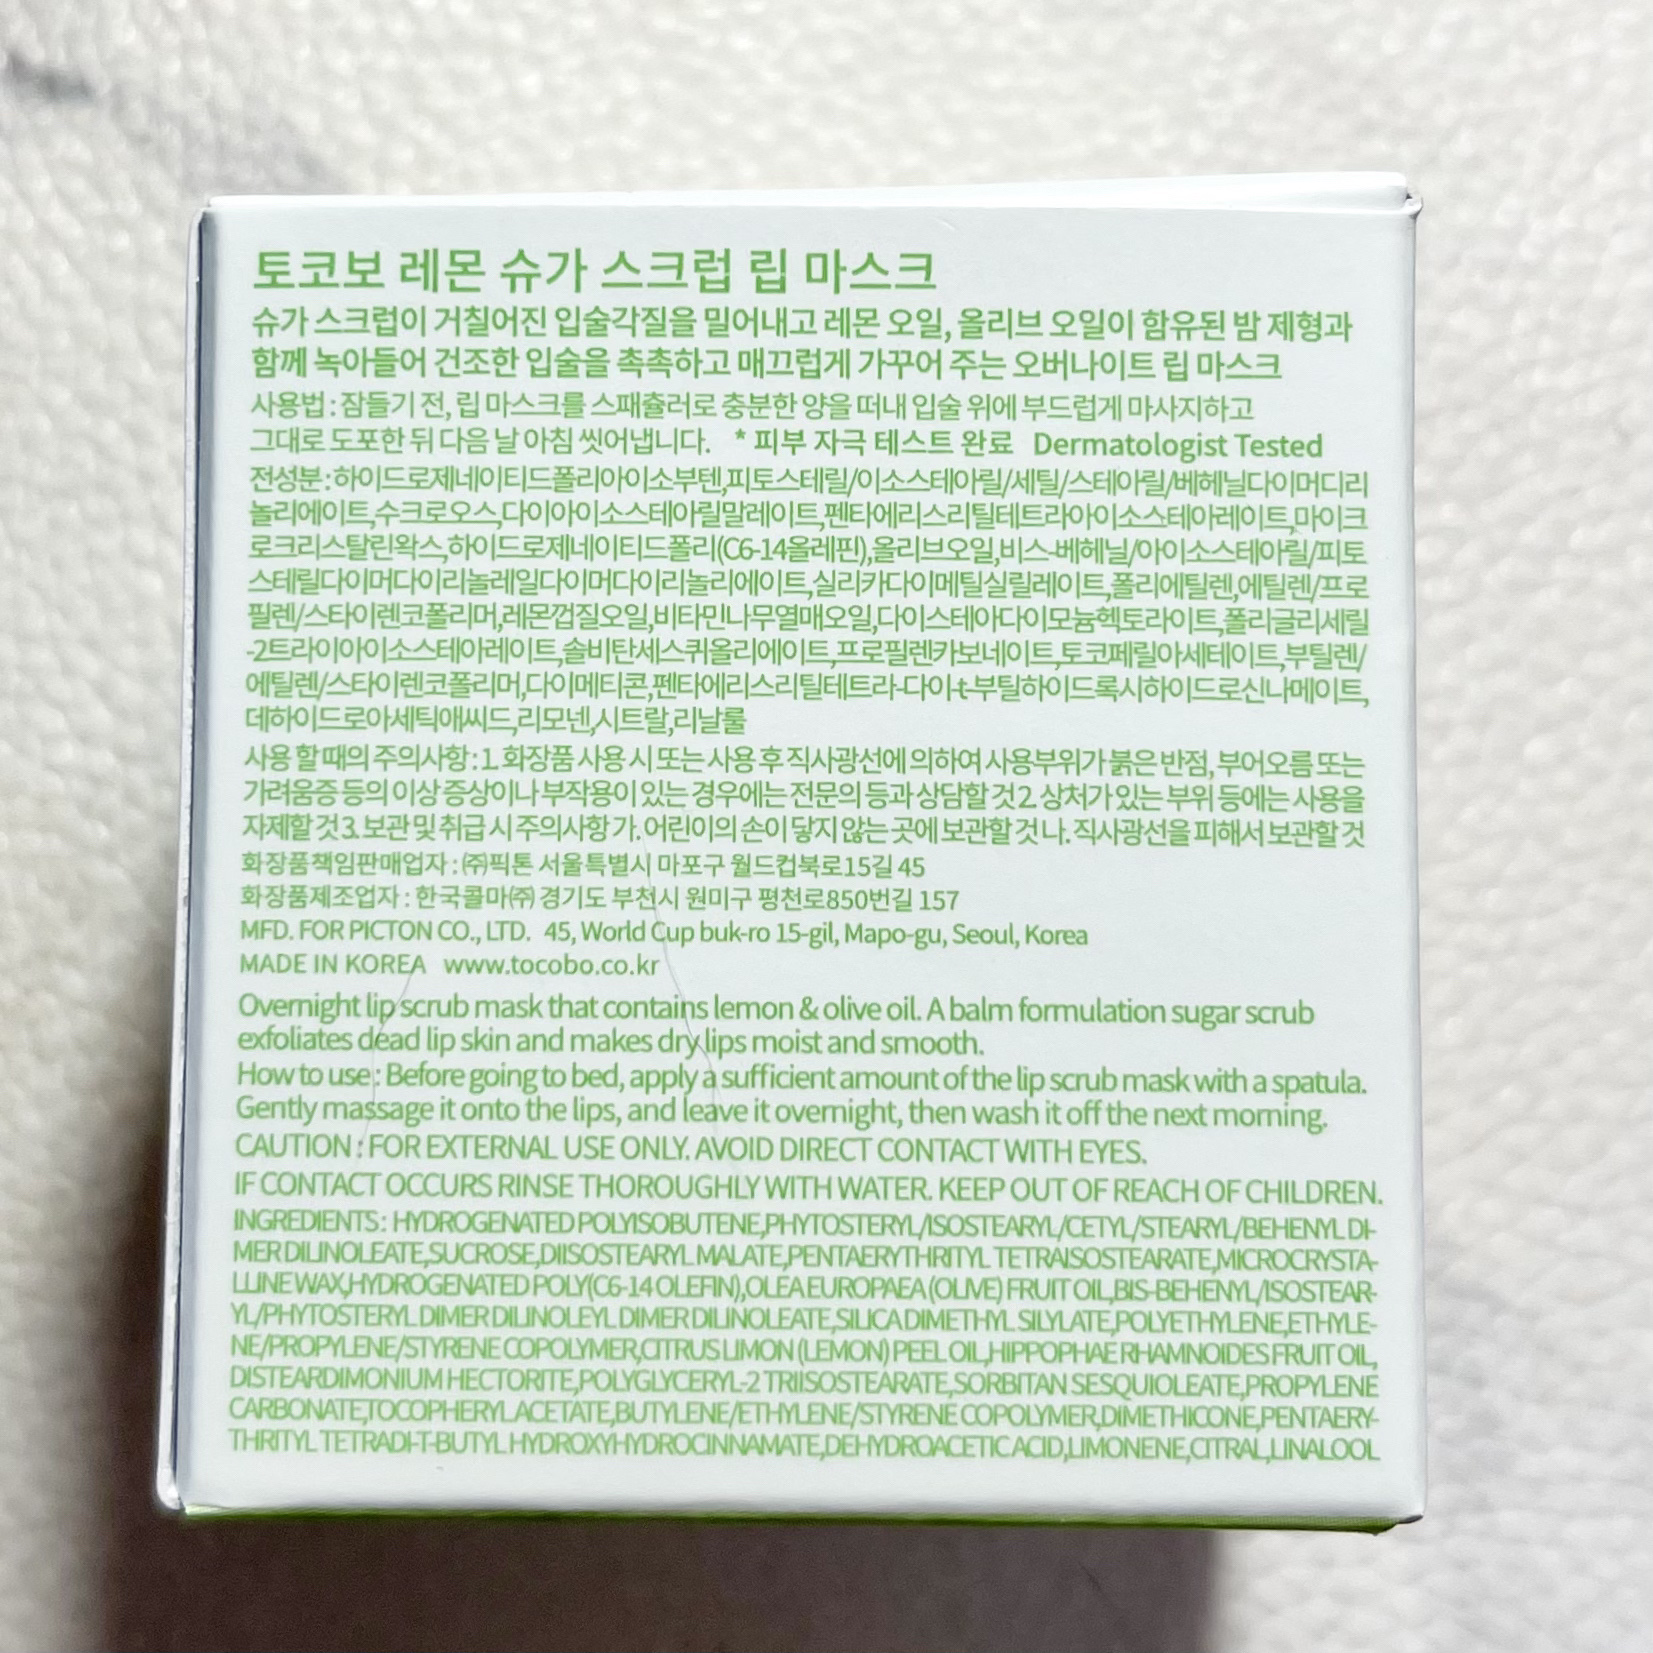 토코보 레몬 슈가 스크럽 립 마스크
슈가 스크럽이 거칠어진 입술각질을 밀어내고 레몬 오일, 올리브 오일이 함유된 밤 제형과
함께 녹아들어 건조한 입술을 촉촉하고 매끄럽게 가꾸어 주는 오버나이트 립 마스크
사용법 : 잠들기 전, 립 마스크를 스패츌러로 충분한 양을 떠내 입술 위에 부드럽게 마사지하고
그대로 도포한 뒤 다음 날 아침 씻어냅니다. * 피부 자극 테스트 완료 Dermatologist Tested
전성분 : 하이드로제네이티드폴리아이소부텐,피토스테릴/이소스테아릴/세틸/스테아릴/베헤닐다이머디리
놀리에이트,수크로오스,다이아이소스테아릴말레이트,펜타에리스리틸테트라아이소스테아레이트,마이크
로크리스탈린왁스,하이드로제네이티드폴리(C6-14올레핀),올리브오일,비스-베헤닐/아이소스테아릴/피토
스테릴다이머다이리놀레일다이머다이리놀리에이트,실리카다이메틸실릴레이트,폴리에틸렌,에틸렌/프로
필렌/스타이렌코폴리머,레몬껍질오일,비타민나무열매오일,다이스테아다이모늄헥토라이트,폴리글리세릴
-2트라이아이소스테아레이트,솔비탄세스퀴올리에이트,프로필렌카보네이트,토코페릴아세테이트,부틸렌/
에틸렌/스타이렌코폴리머,다이메티콘,펜타에리스리틸테트라-다이-t-부틸하이드록시하이드로신나메이트,
데하이드로아세틱애씨드,리모넨,시트랄,리날룰
사용 할 때의 주의사항 : 1. 화장품 사용 시 또는 사용 후 직사광선에 의하여 사용부위가 붉은 반점, 부어오름 또는
가려움증 등의 이상 증상이나 부작용이 있는 경우에는 전문의 등과 상담할 것 2. 상처가 있는 부위 등에는 사용을
자제할 것 3. 보관 및 취급 시 주의사항 가. 어린이의 손이 닿지 않는 곳에 보관할 것 나. 직사광선을 피해서 보관할 것
화장품책임판매업자 : ㈜픽톤 서울특별시 마포구 월드컵북로15길 45
화장품제조업자 : 한국콜마㈜ 경기도 부천시 원미구 평천로850번길 157
MFD. FOR PICTON CO., LTD. 45, World Cup buk-ro 15-gil, Mapo-gu, Seoul, Korea
MADE IN KOREA www.tocobo.co.kr
Overnight lip scrub mask that contains lemon & olive oil. A balm formulation sugar scrub
exfoliates dead lip skin and makes dry lips moist and smooth.
How to use : Before going to bed, apply a sufficient amount of the lip scrub mask with a spatula.
Gently massage it onto the lips, and leave it overnight, then wash it off the next morning.
CAUTION : FOR EXTERNAL USE ONLY. AVOID DIRECT CONTACT WITH EYES.
IF CONTACT OCCURS RINSE THOROUGHLY WITH WATER. KEEP OUT OF REACH OF CHILDREN.
INGREDIENTS : HYDROGENATED POLYISOBUTENE,PHYTOSTERYL/ISOSTEARYL/CETYL/STEARYL/BEHENYL DI-
MER DILINOLEATE,SUCROSE,DIISOSTEARYL MALATE,PENTAERYTHRITYL TETRAISOSTEARATE,MICROCRYSTA-
LLINE WAX,HYDROGENATED POLY(C6-14 OLEFIN),OLEA EUROPAEA (OLIVE) FRUIT OIL,BIS-BEHENYL/ISOSTEAR-
YL/PHYTOSTERYL DIMER DILINOLEYL DIMER DILINOLEATE,SILICA DIMETHYL SILYLATE,POLYETHYLENE,ETHYLE-
NE/PROPYLENE/STYRENE COPOLYMER,CITRUS LIMON (LEMON) PEEL OIL,HIPPOPHAE RHAMNOIDES FRUIT OIL,
DISTEARDIMONIUM HECTORITE,POLYGLYCERYL-2 TRIISOSTEARATE,SORBITAN SESQUIOLEATE,PROPYLENE
CARBONATE,TOCOPHERYL ACETATE,BUTYLENE/ETHYLENE/STYRENE COPOLYMER,DIMETHICONE,PENTAERY-
THRITYL TETRA DI-T-BUTYL HYDROXYHYDROCINNAMATE,DEHYDROACETIC ACID,LIMONENE,CITRAL,LINALOOL